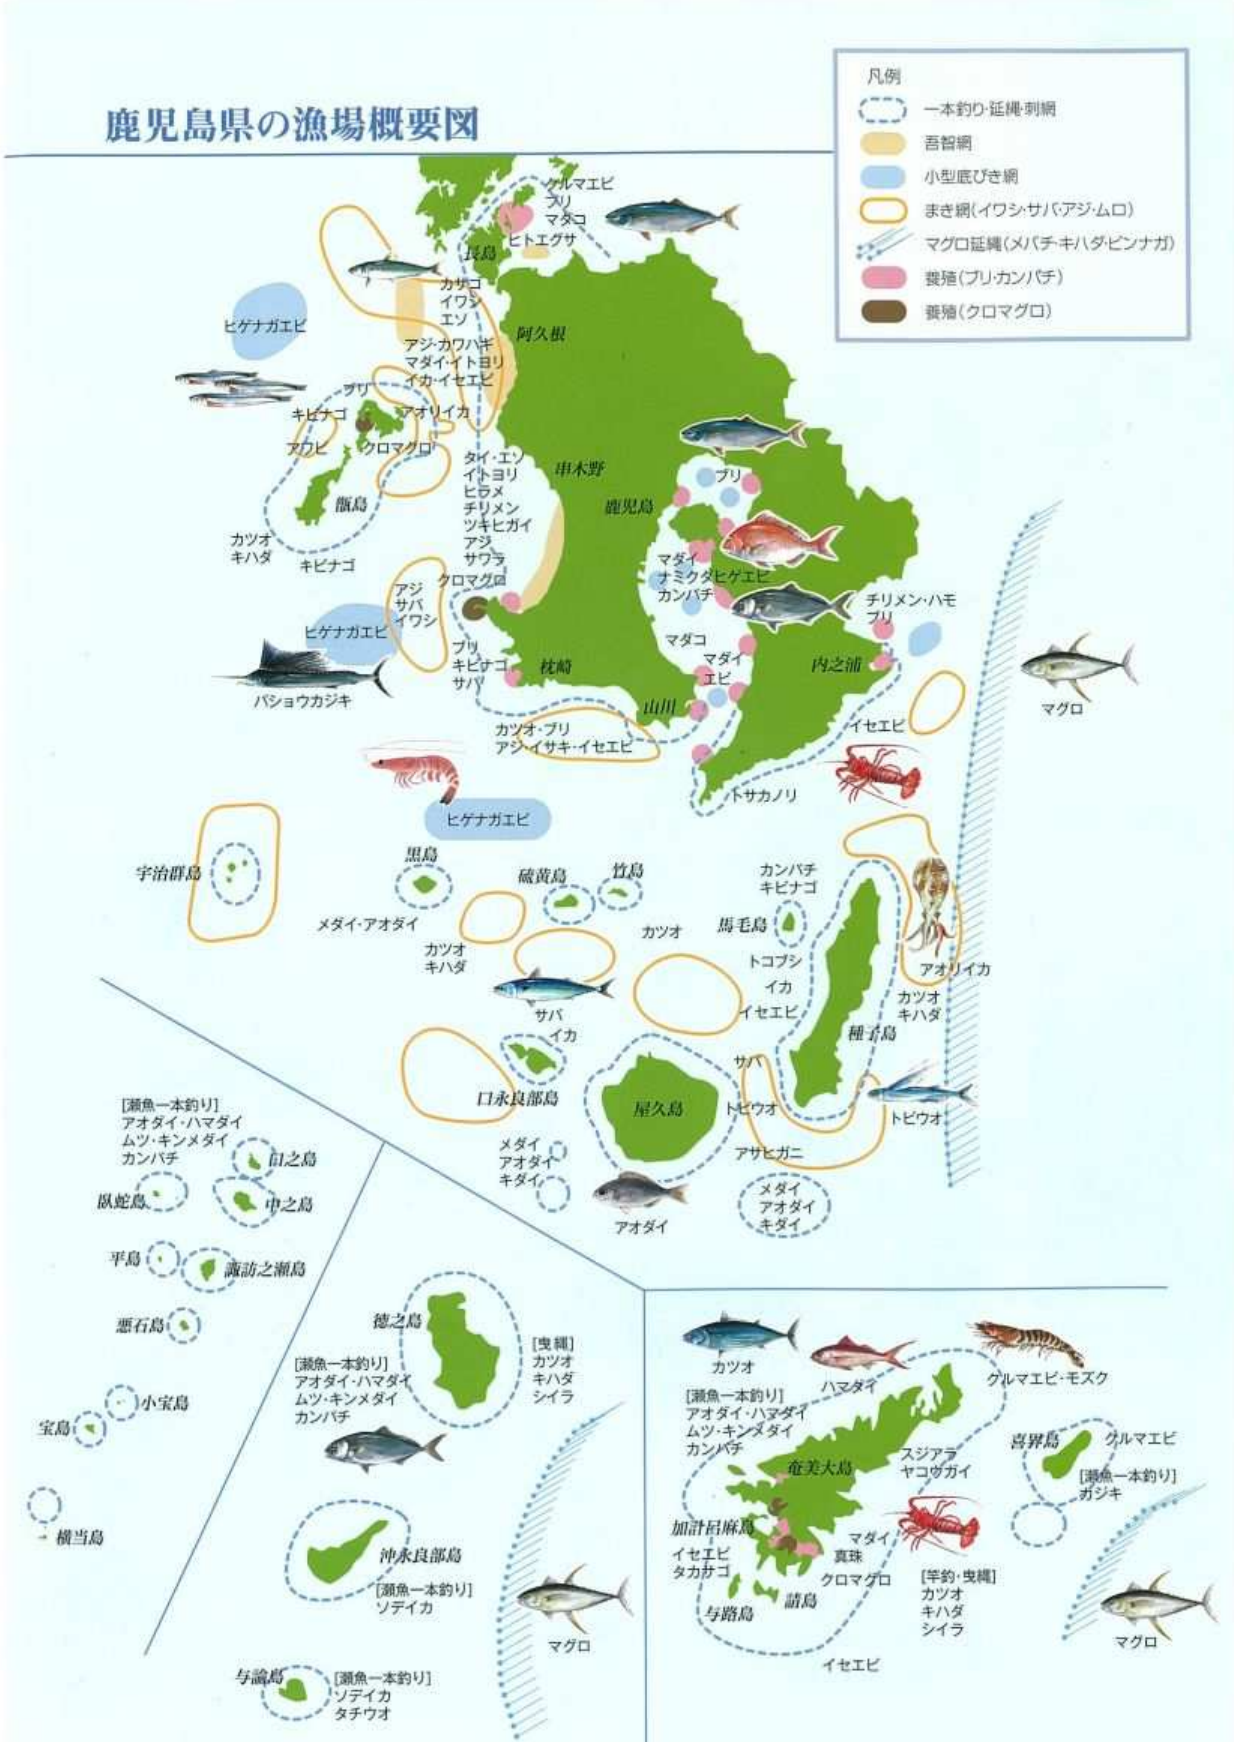 鹿児島県の漁場概要図
凡例
一本釣り・延縄・刺網
吾智網
小型底びき網
まき網(イワシ・サバ・アジ・ムロ)
マグロ延縄(メバチ・キハダ・ビンナガ)
養殖(ブリ・カンパチ)
養殖(クロマグロ)
クルマエビ
ブリ
マダコ
ヒトエグサ
長島
カサゴ
イワシ
エソ
阿久根
アジ・カワハギ
マダイ・イトヨリ
イカ・イセエビ
ヒゲナガエビ
ブリ
キビナゴ
アオリイカ
アワビ
クロマグロ
甑島
カツオ
キハダ
キビナゴ
タイ・エソ
イトヨリ
ヒラメ
チリメン
ツキヒガイ
アジ
サワラ
串木野
鹿児島
ブリ
マダイ
ナミクダヒゲエビ
カンパチ
クロマグロ
アジ
サバ
イワシ
ヒゲナガエビ
バショウカジキ
ブリ
キビナゴ
サバ
枕崎
マダコ
マダイ
エビ
山川
チリメン・ハモ
ブリ
内之浦
マグロ
イセエビ
カツオ・ブリ
アジ・イサキ・イセエビ
トサカノリ
ヒゲナガエビ
宇治群島
黒島
硫黄島
竹島
カンパチ
キビナゴ
馬毛島
メダイ・アオダイ
カツオ
キハダ
カツオ
トコブシ
イカ
イセエビ
アオリイカ
カツオ
キハダ
種子島
サバ
イカ
口永良部島
屋久島
サバ
トビウオ
トビウオ
アサヒガニ
メダイ
アオダイ
キダイ
アオダイ
メダイ
アオダイ
キダイ
[瀬魚一本釣り]
アオダイ・ハマダイ
ムツ・キンメダイ
カンパチ
口之島
臥蛇島
中之島
平島
諏訪之瀬島
悪石島
小宝島
宝島
横当島
徳之島
[曳縄]
カツオ
キハダ
シイラ
[瀬魚一本釣り]
アオダイ・ハマダイ
ムツ・キンメダイ
カンパチ
沖永良部島
[瀬魚一本釣り]
ソデイカ
マグロ
与論島
[瀬魚一本釣り]
ソデイカ
タチウオ
カツオ
ハマダイ
クルマエビ・モズク
[瀬魚一本釣り]
アオダイ・ハマダイ
ムツ・キンメダイ
カンパチ
奄美大島
スジアラ
ヤコウガイ
喜界島
クルマエビ
[瀬魚一本釣り]
カジキ
加計呂麻島
イセエビ
タカサゴ
マダイ
真珠
クロマグロ
与路島
請島
[竿釣・曳縄]
カツオ
キハダ
シイラ
イセエビ
マグロ